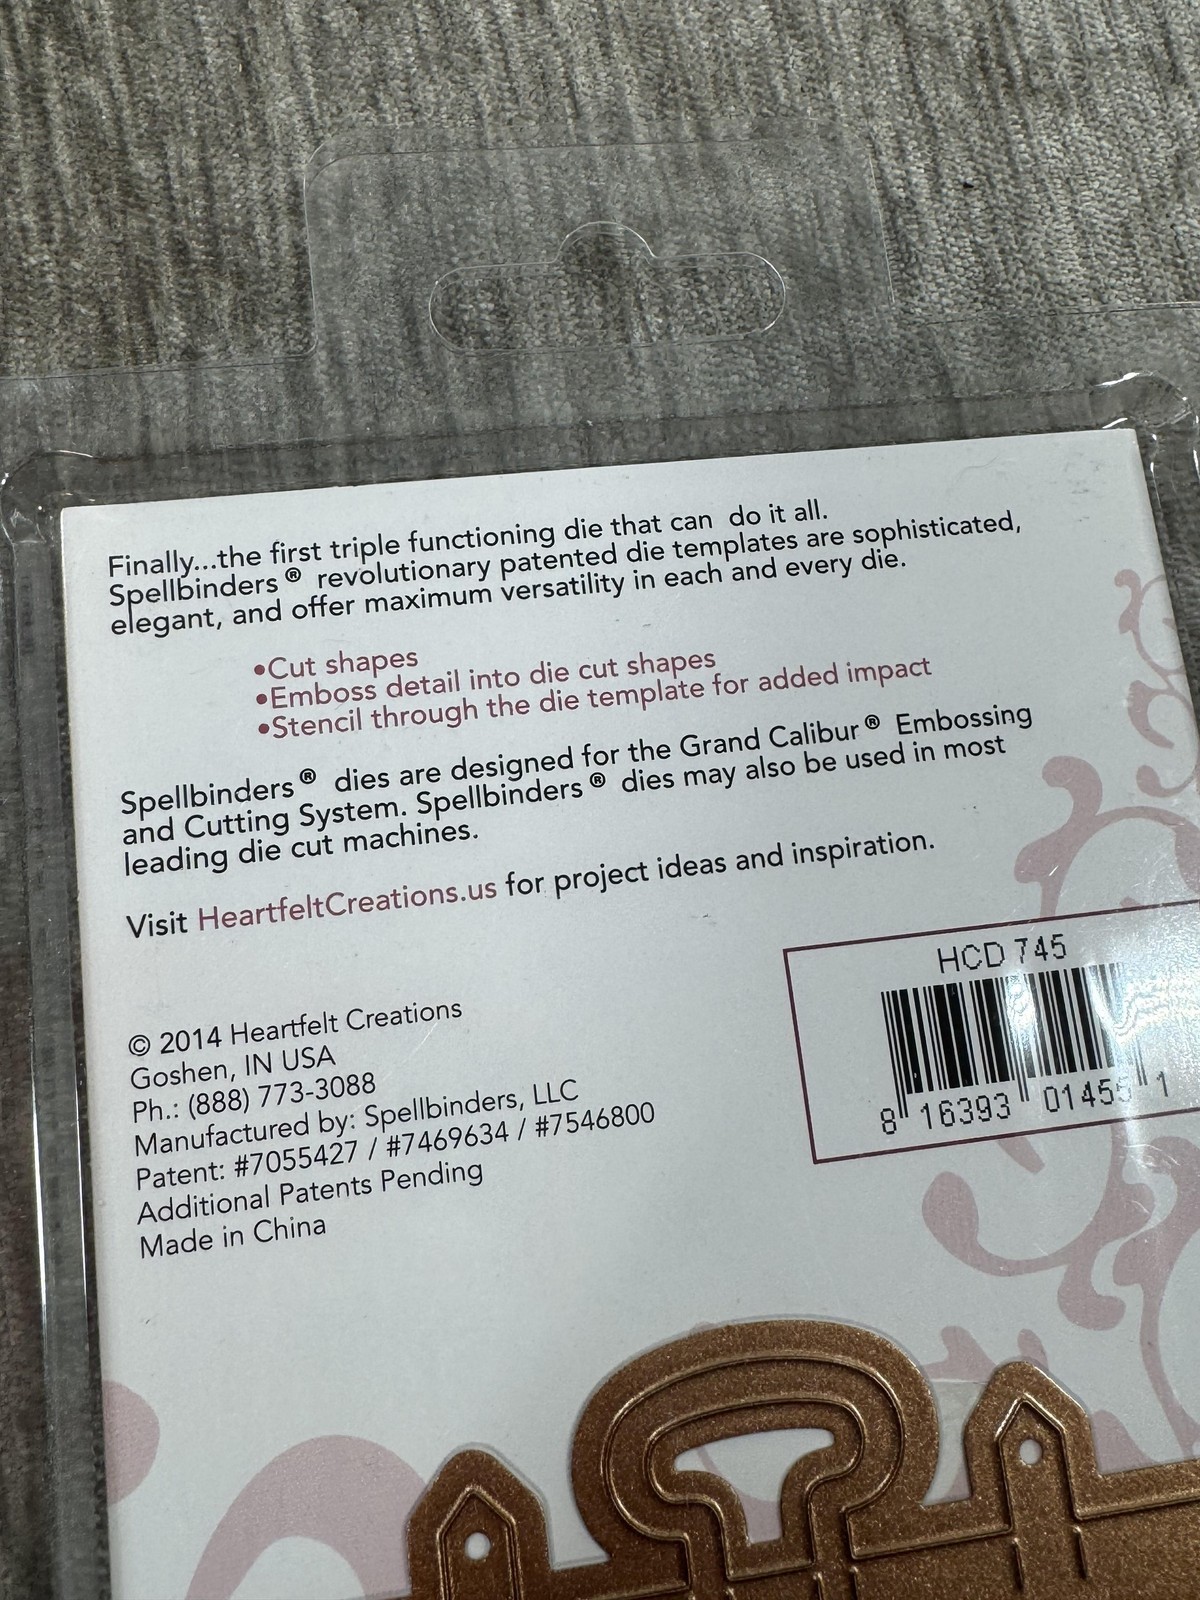 Finally...the first triple functioning die that can do it all.
Spellbinders® revolutionary patented die templates are sophisticated,
elegant, and offer maximum versatility in each and every die.
•Cut shapes
•Emboss detail into die cut shapes
•Stencil through the die template for added impact
Spellbinders® dies are designed for the Grand Calibur® Embossing
and Cutting System. Spellbinders® dies may also be used in most
leading die cut machines.
Visit HeartfeltCreations.us for project ideas and inspiration.
© 2014 Heartfelt Creations
Goshen, IN USA
Ph.: (888) 773-3088
Manufactured by: Spellbinders, LLC
Patent: #7055427 / #7469634 / #7546800
Additional Patents Pending
Made in China
HCD 745
8 16393 01455 1